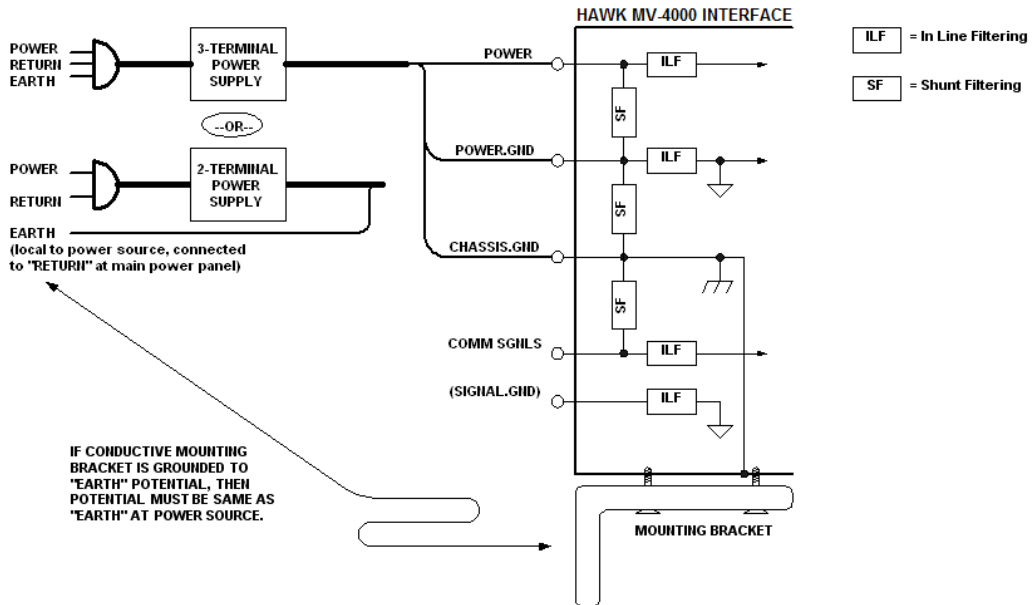 HAWK MV-4000 INTERFACE
POWER
RETURN
EARTH
3-TERMINAL
POWER
SUPPLY
--OR--
POWER
RETURN
2-TERMINAL
POWER
SUPPLY
EARTH
(local to power source, connected
to "RETURN" at main power panel)
POWER
POWER.GND
CHASSIS.GND
COMM SGNLS
(SIGNAL.GND)
ILF
SF
ILF
SF
SF
ILF
ILF
ILF = In Line Filtering
SF = Shunt Filtering
IF CONDUCTIVE MOUNTING
BRACKET IS GROUNDED TO
"EARTH" POTENTIAL, THEN
POTENTIAL MUST BE SAME AS
"EARTH" AT POWER SOURCE.
MOUNTING BRACKET